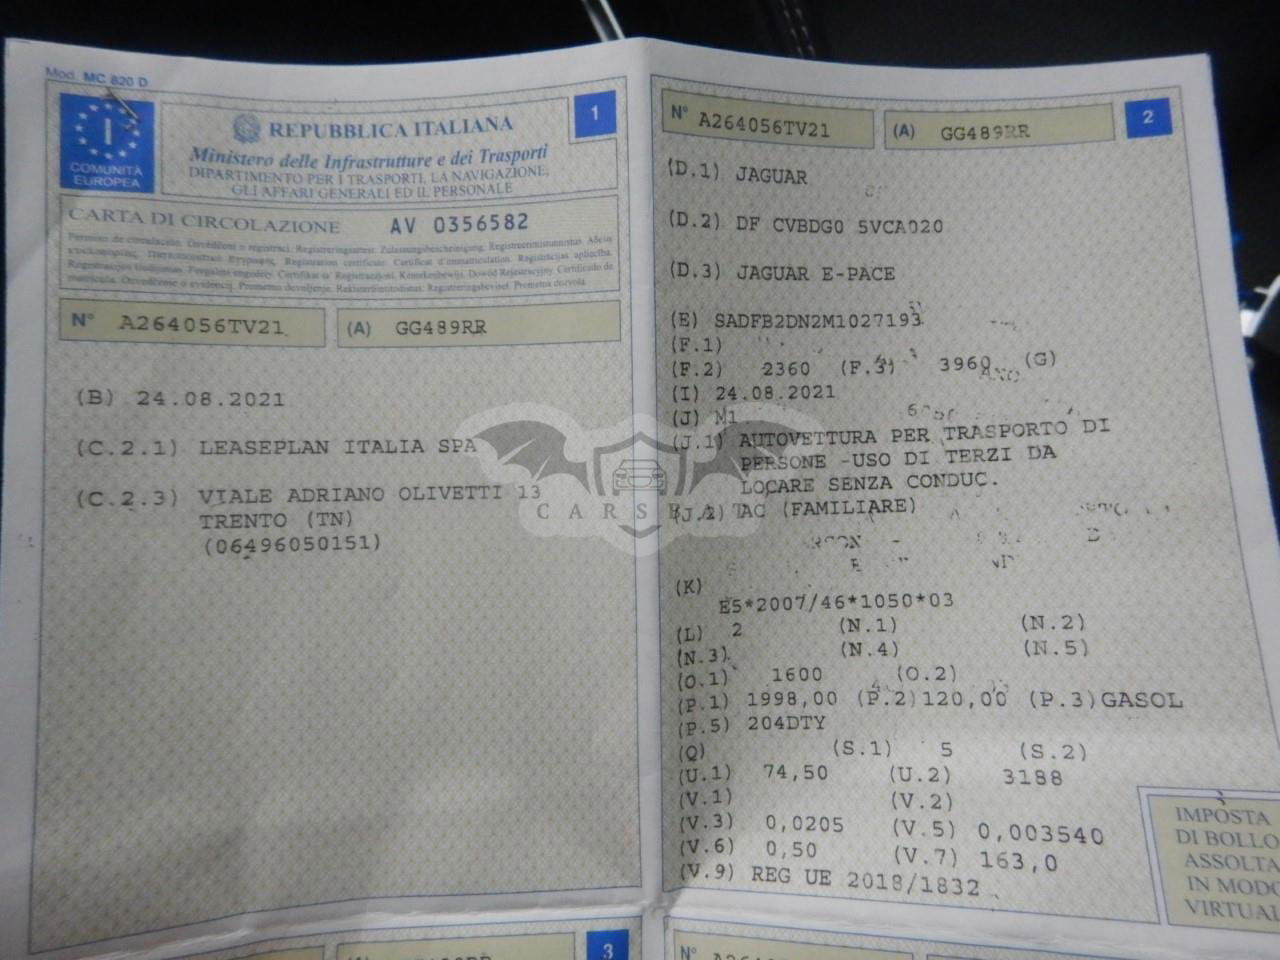 Mod. MC 820 D
COMUNITÀ
EUROPEA
I
REPUBBLICA ITALIANA
Ministero delle Infrastrutture e dei Trasporti
DIPARTIMENTO PER I TRASPORTI, LA NAVIGAZIONE,
GLI AFFARI GENERALI ED IL PERSONALE
1
CARTA DI CIRCOLAZIONE AV 0356582
N° A264056TV21 (A) GG489RR
(B) 24.08.2021
(C.2.1) LEASEPLAN ITALIA SPA
(C.2.3) VIALE ADRIANO OLIVETTI 13
TRENTO (TN)
(06496050151)
N° A264056TV21 (A) GG489RR
2
(D.1) JAGUAR
(D.2) DF CVBDG0 5VCA020
(D.3) JAGUAR E-PACE
(E) SADFB2DN2M1027193
(F.1)
(F.2) 2360 (F.3) 3960 (G)
(I) 24.08.2021
(J) M1
(J.1) AUTOVETTURA PER TRASPORTO DI
PERSONE -USO DI TERZI DA
LOCARE SENZA CONDUC.
(J.2) AC (FAMILIARE)
(K)
E5*2007/46*1050*03
(L) 2 (N.1) (N.2)
(N.3) (N.4) (N.5)
(O.1) 1600 (O.2)
(P.1) 1998,00 (P.2) 120,00 (P.3) GASOL
(P.5) 204DTY
(Q) (S.1) 5 (S.2)
(U.1) 74,50 (U.2) 3188
(V.1) (V.2)
(V.3) 0,0205 (V.5) 0,003540
(V.6) 0,50 (V.7) 163,0
(V.9) REG UE 2018/1832
IMPOSTA
DI BOLLO
ASSOLTA
IN MODO
VIRTUAL
3
N°